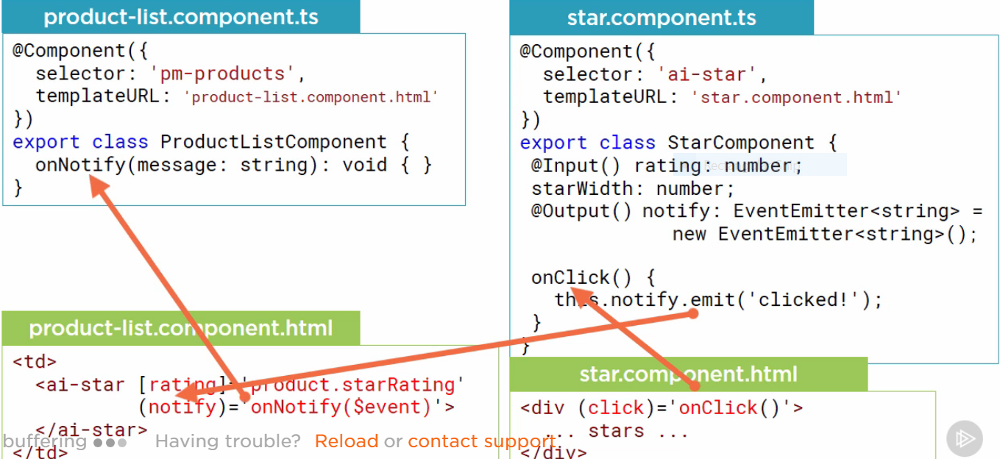 product-list.component.ts
@Component({
selector: 'pm-products',
templateURL: 'product-list.component.html'
})
export class ProductListComponent {
onNotify(message: string): void { }
}
star.component.ts
@Component({
selector: 'ai-star',
templateURL: 'star.component.html'
})
export class StarComponent {
@Input() rating: number;
starWidth: number;
@Output() notify: EventEmitter<string> =
new EventEmitter<string>();
onClick() {
this.notify.emit('clicked!');
}
}
product-list.component.html
<td>
<ai-star [rating]='product.starRating'
(notify)='onNotify($event)'>
</ai-star>
</td>
star.component.html
<div (click)='onClick()'>
... stars ...
</div>
buffering
Having trouble? Reload or contact support.